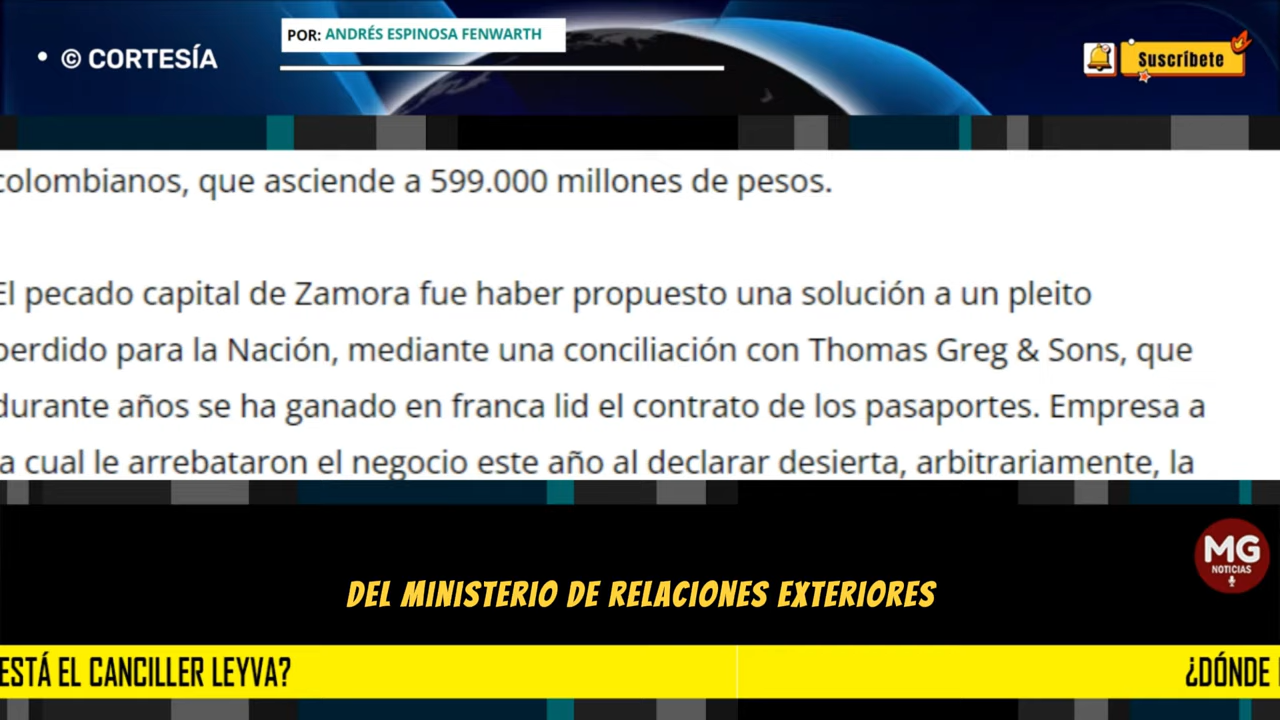 © CORTESÍA
POR: ANDRÉS ESPINOSA FENWARTH
Suscríbete
colombianos, que asciende a 599.000 millones de pesos.
El pecado capital de Zamora fue haber propuesto una solución a un pleito
perdido para la Nación, mediante una conciliación con Thomas Greg & Sons, que
durante años se ha ganado en franca lid el contrato de los pasaportes. Empresa a
la cual le arrebataron el negocio este año al declarar desierta, arbitrariamente, la
MG
NOTICIAS
DEL MINISTERIO DE RELACIONES EXTERIORES
ESTÁ EL CANCILLER LEYVA? ¿DÓNDE